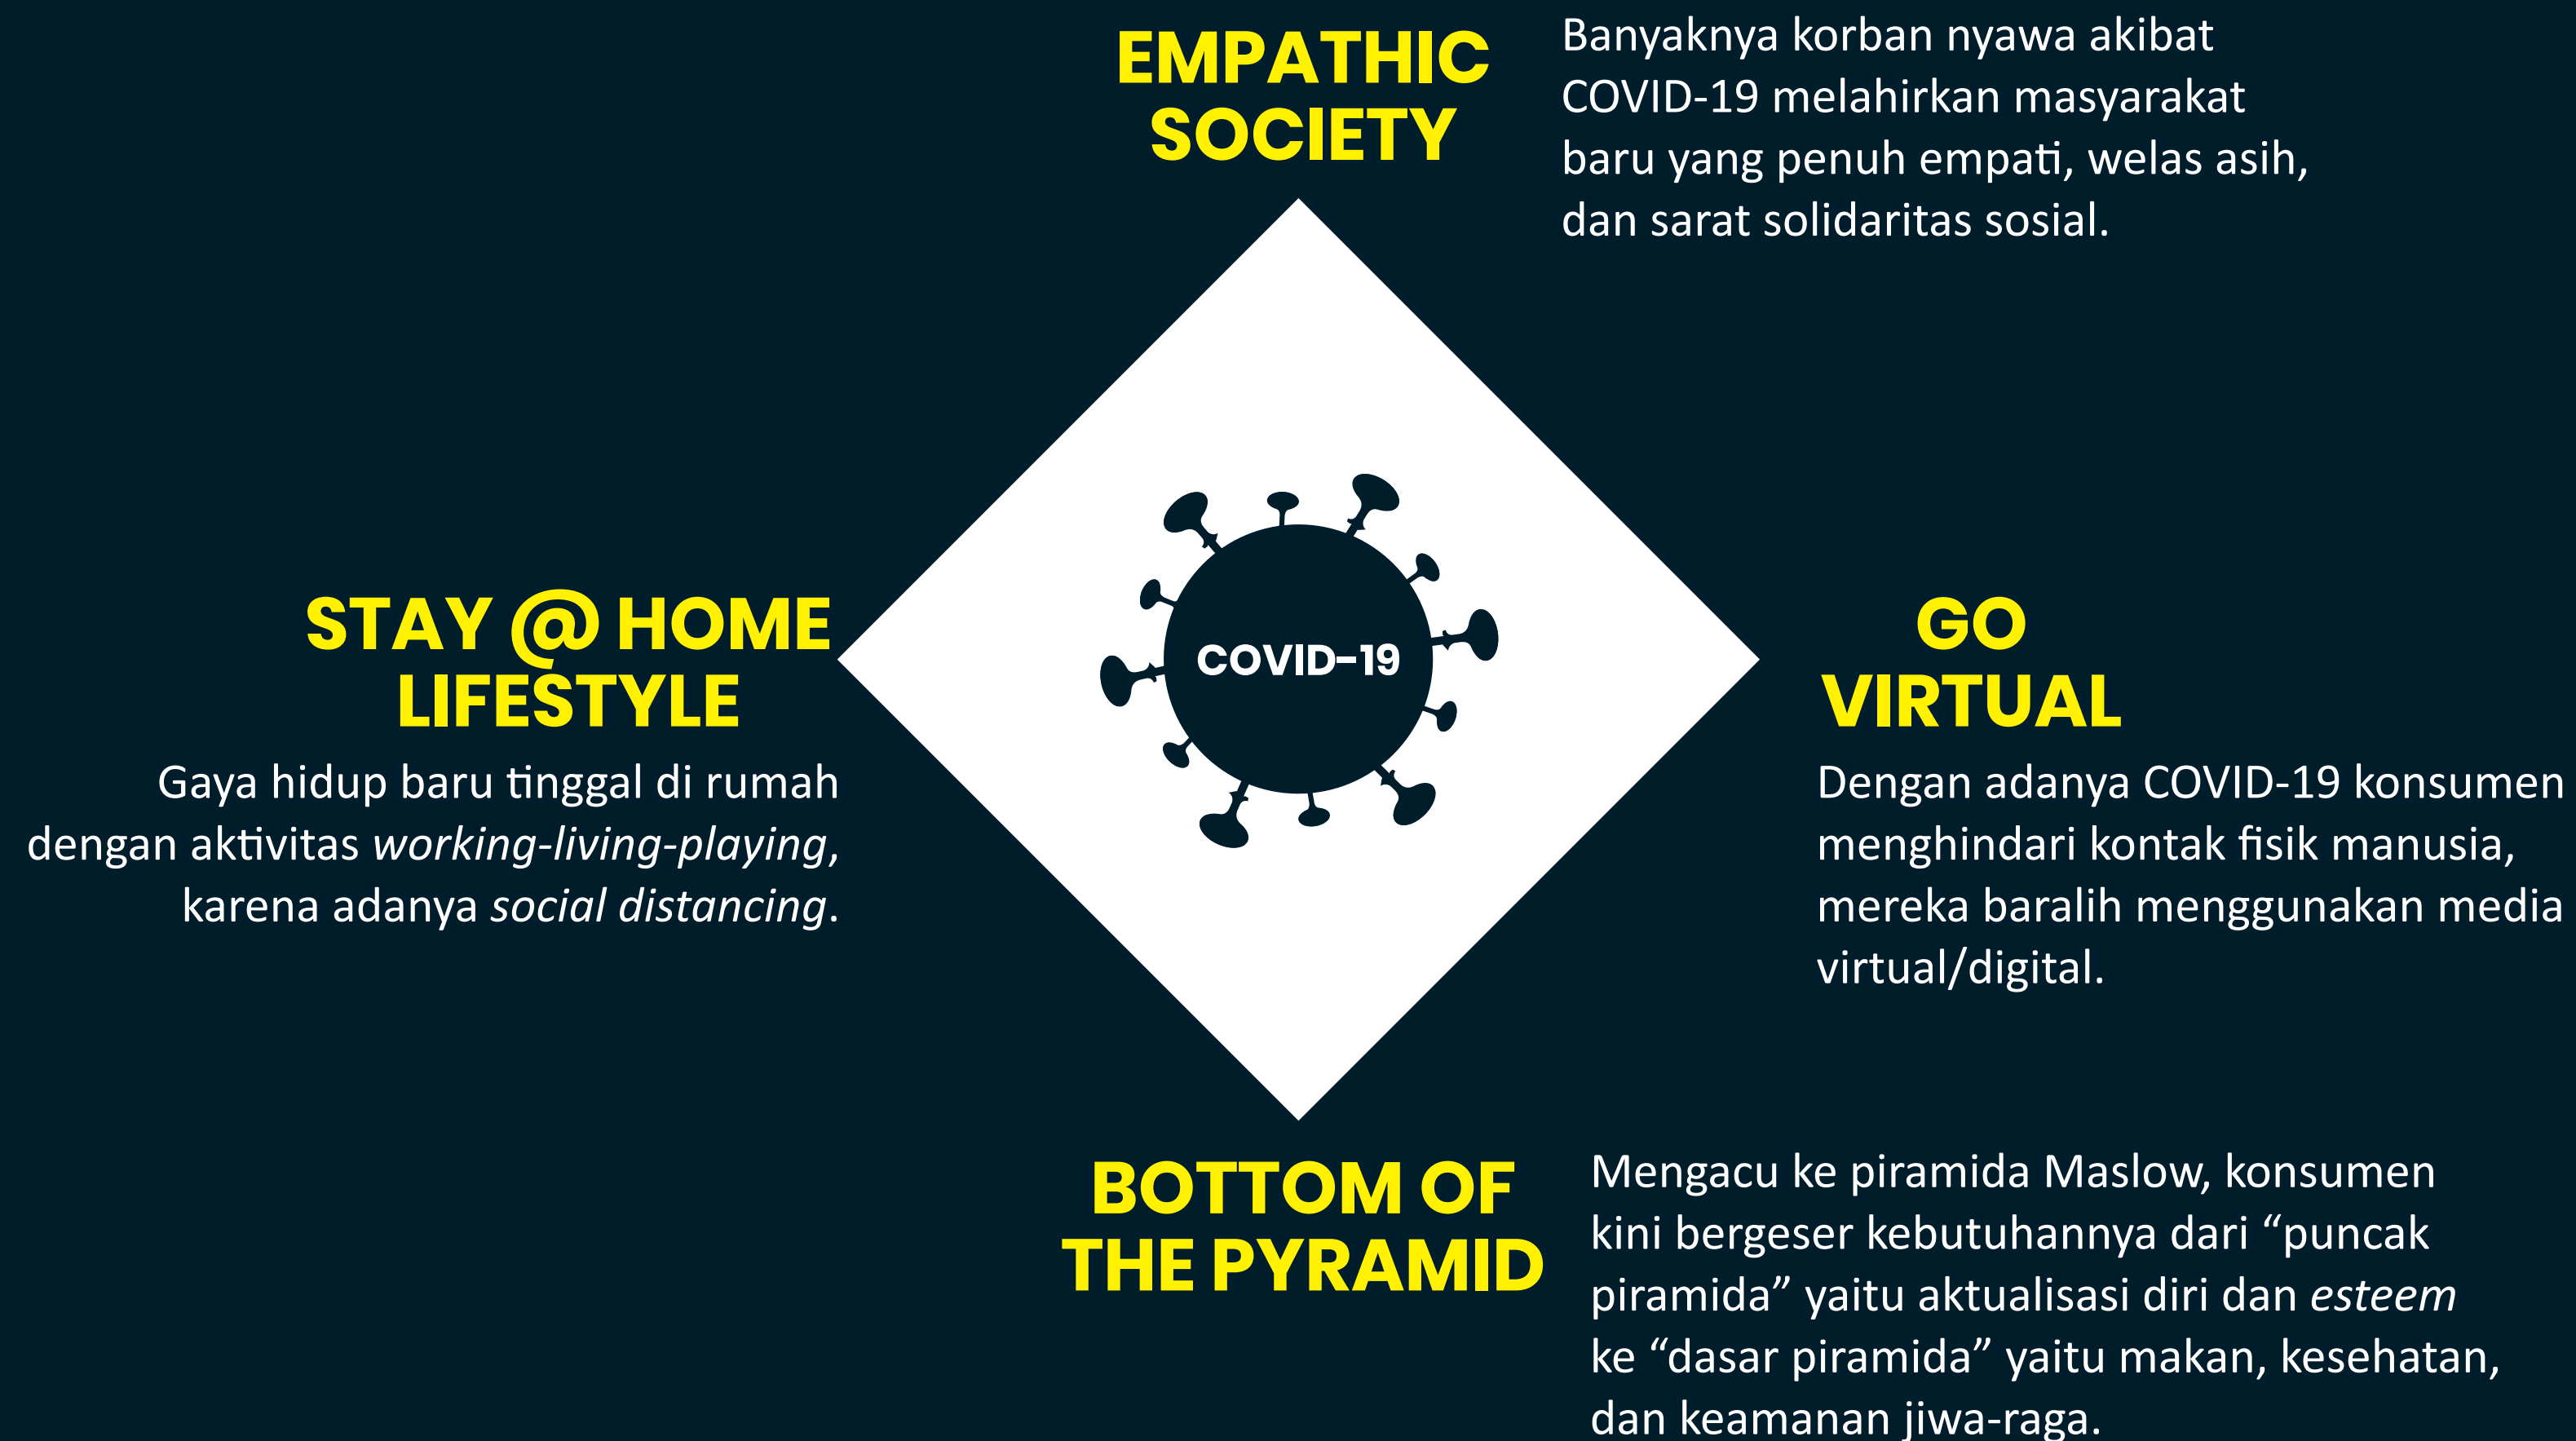 EMPATHIC
SOCIETY
Banyaknya korban nyawa akibat
COVID-19 melahirkan masyarakat
baru yang penuh empati, welas asih,
dan sarat solidaritas sosial.
STAY @ HOME
LIFESTYLE
Gaya hidup baru tinggal di rumah
dengan aktivitas working-living-playing,
karena adanya social distancing.
COVID-19
GO
VIRTUAL
Dengan adanya COVID-19 konsumen
menghindari kontak fisik manusia,
mereka baralih menggunakan media
virtual/digital.
BOTTOM OF
THE PYRAMID
Mengacu ke piramida Maslow, konsumen
kini bergeser kebutuhannya dari “puncak
piramida” yaitu aktualisasi diri dan esteem
ke “dasar piramida” yaitu makan, kesehatan,
dan keamanan jiwa-raga.